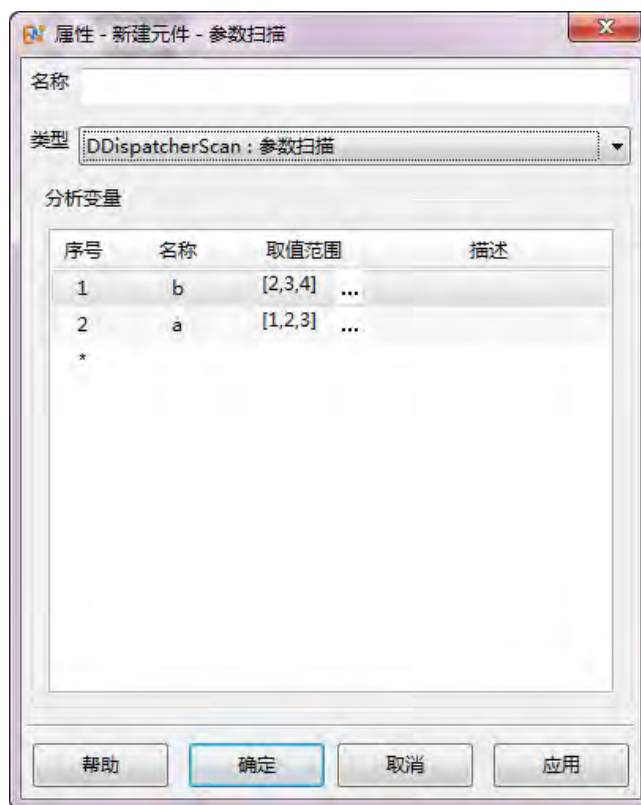 属性 - 新建元件 - 参数扫描
名称
类型 DDispatcherScan : 参数扫描
分析变量
序号 名称 取值范围 描述
1 b [2,3,4] ...
2 a [1,2,3] ...
*
帮助 确定 取消 应用